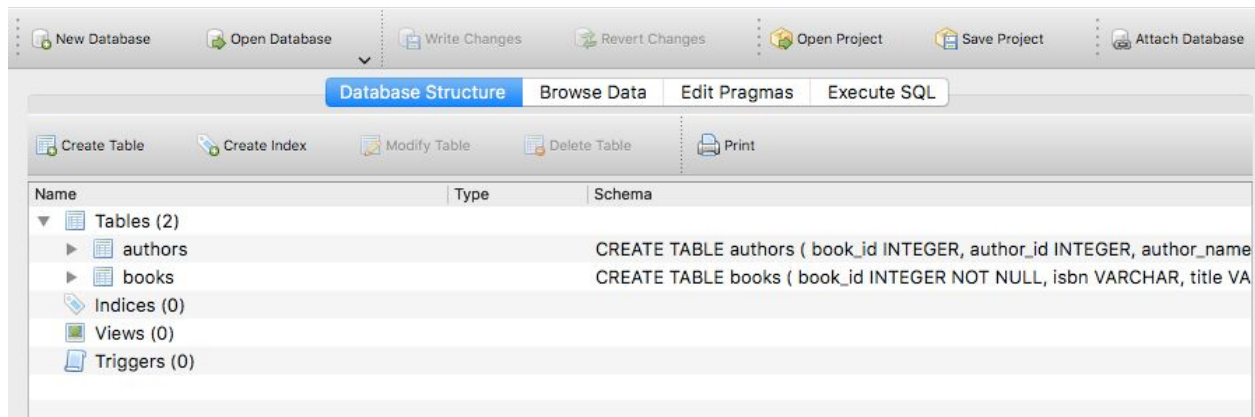 New Database Open Database Write Changes Revert Changes Open Project Save Project Attach Database
Database Structure Browse Data Edit Pragmas Execute SQL
Create Table Create Index Modify Table Delete Table Print
Name Type Schema
Tables (2)
authors CREATE TABLE authors ( book_id INTEGER, author_id INTEGER, author_name
books CREATE TABLE books ( book_id INTEGER NOT NULL, isbn VARCHAR, title VA
Indices (0)
Views (0)
Triggers (0)